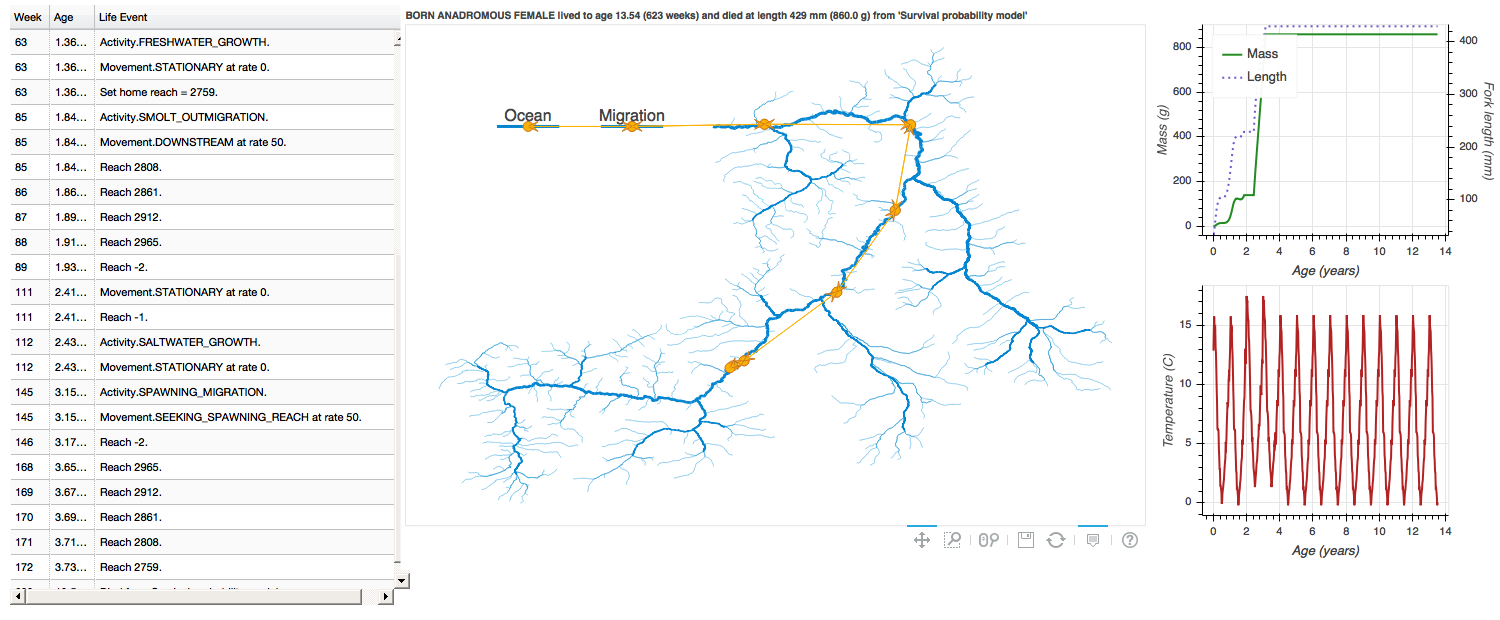 Week Age Life Event
63 1.36... Activity.FRESHWATER_GROWTH.
63 1.36... Movement.STATIONARY at rate 0.
63 1.36... Set home reach = 2759.
85 1.84... Activity.SMOLT_OUTMIGRATION.
85 1.84... Movement.DOWNSTREAM at rate 50.
85 1.84... Reach 2808.
86 1.86... Reach 2861.
87 1.89... Reach 2912.
88 1.91... Reach 2965.
89 1.93... Reach -2.
111 2.41... Movement.STATIONARY at rate 0.
111 2.41... Reach -1.
112 2.43... Activity.SALTWATER_GROWTH.
112 2.43... Movement.STATIONARY at rate 0.
145 3.15... Activity.SPAWNING_MIGRATION.
145 3.15... Movement.SEEKING_SPAWNING_REACH at rate 50.
146 3.17... Reach -2.
168 3.65... Reach 2965.
169 3.67... Reach 2912.
170 3.69... Reach 2861.
171 3.71... Reach 2808.
172 3.73... Reach 2759.
BORN ANADROMOUS FEMALE lived to age 13.54 (623 weeks) and died at length 429 mm (860.0 g) from 'Survival probability model'
Ocean Migration
Mass (g)
800
600
400
200
0
Mass
Length
400
300
200
100
Fork length (mm)
0 2 4 6 8 10 12 14
Age (years)
Temperature (C)
15
10
5
0
0 2 4 6 8 10 12 14
Age (years)